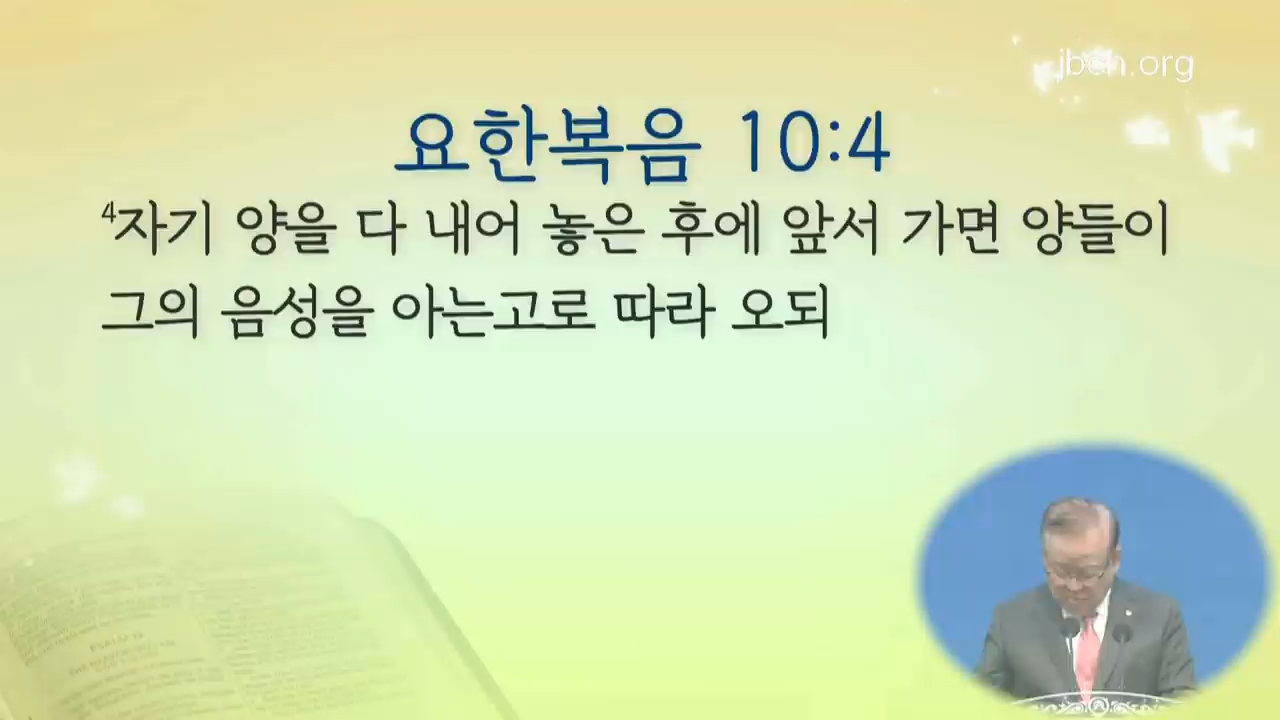 jbch.org
요한복음 10:4
4자기 양을 다 내어 놓은 후에 앞서 가면 양들이
그의 음성을 아는고로 따라 오되